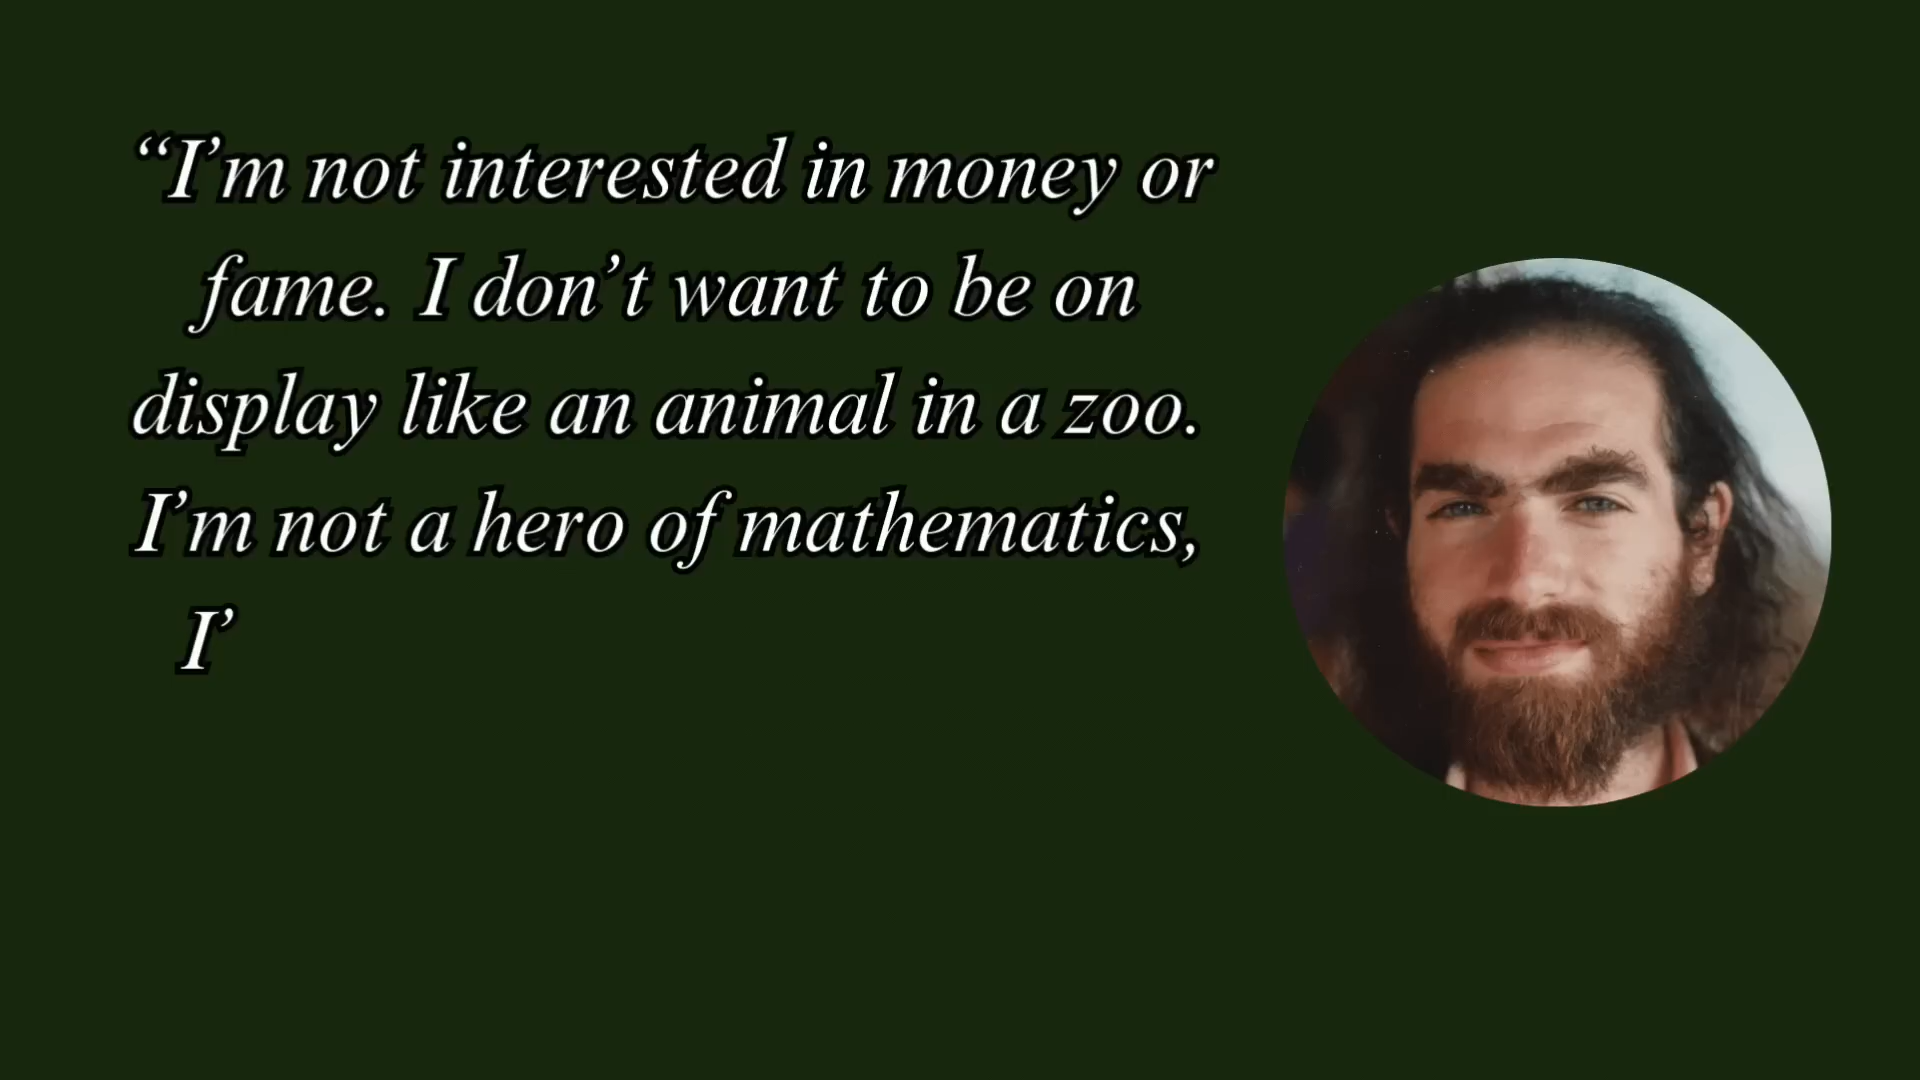 “I’m not interested in money or
fame. I don’t want to be on
display like an animal in a zoo.
I’m not a hero of mathematics,
I’